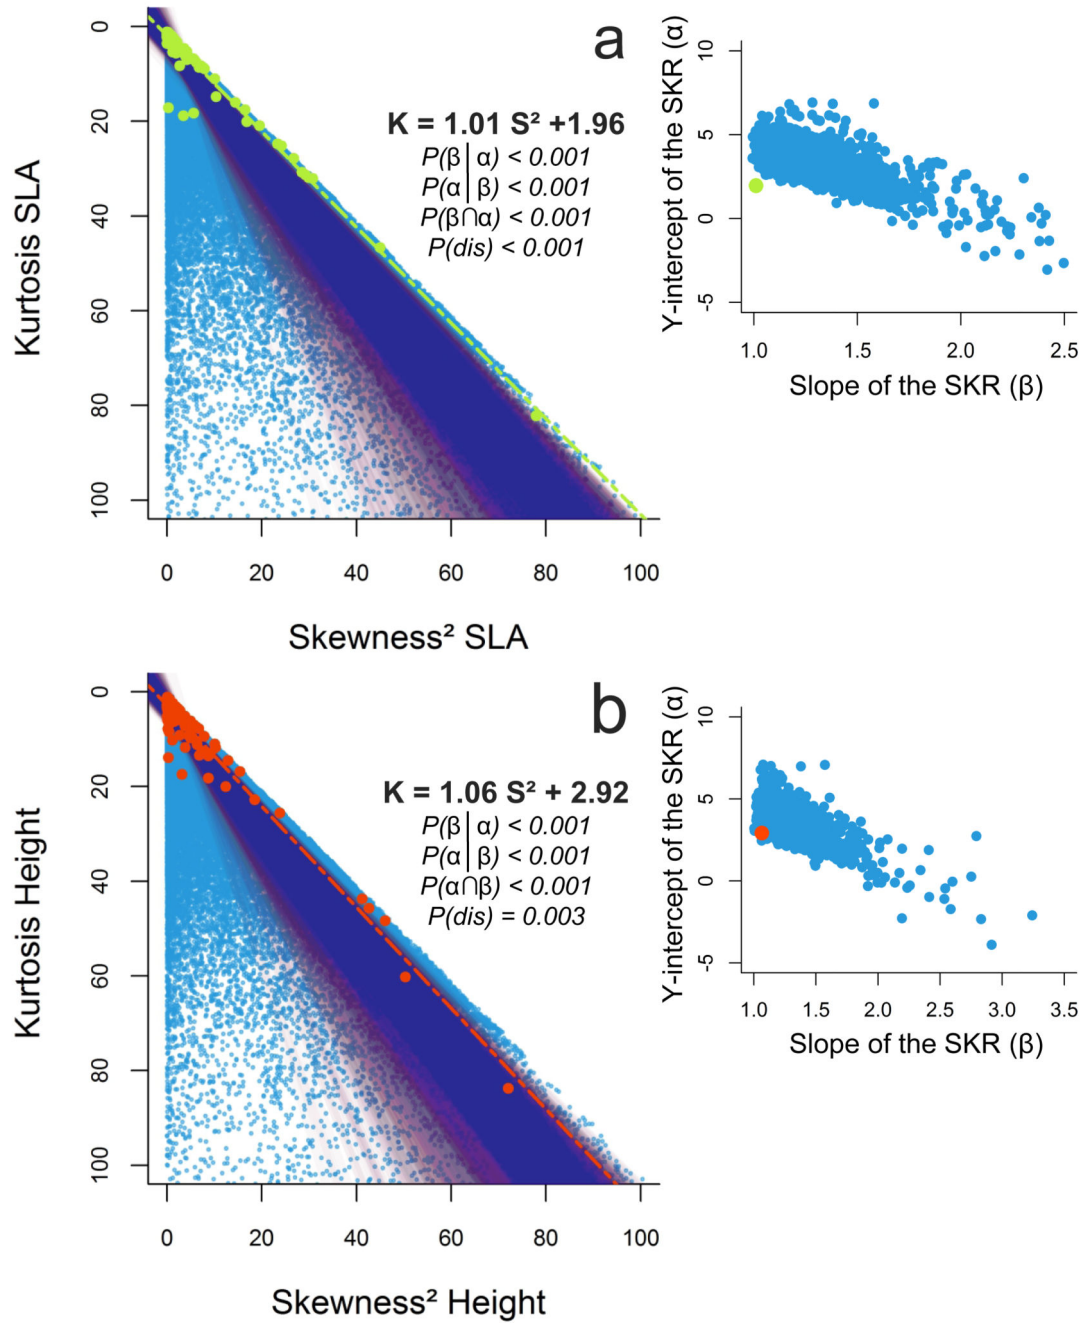 a
K = 1.01 S² +1.96
P(β│α) < 0.001
P(α│β) < 0.001
P(β∩α) < 0.001
P(dis) < 0.001
Kurtosis SLA
0
20
40
60
80
100
0 20 40 60 80 100
Skewness² SLA
Y-intercept of the SKR (α)
10
5
0
-5
1.0 1.5 2.0 2.5
Slope of the SKR (β)
b
K = 1.06 S² + 2.92
P(β│α) < 0.001
P(α│β) < 0.001
P(α∩β) < 0.001
P(dis) = 0.003
Kurtosis Height
0
20
40
60
80
100
0 20 40 60 80 100
Skewness² Height
Y-intercept of the SKR (α)
10
5
0
-5
1.0 1.5 2.0 2.5 3.0 3.5
Slope of the SKR (β)